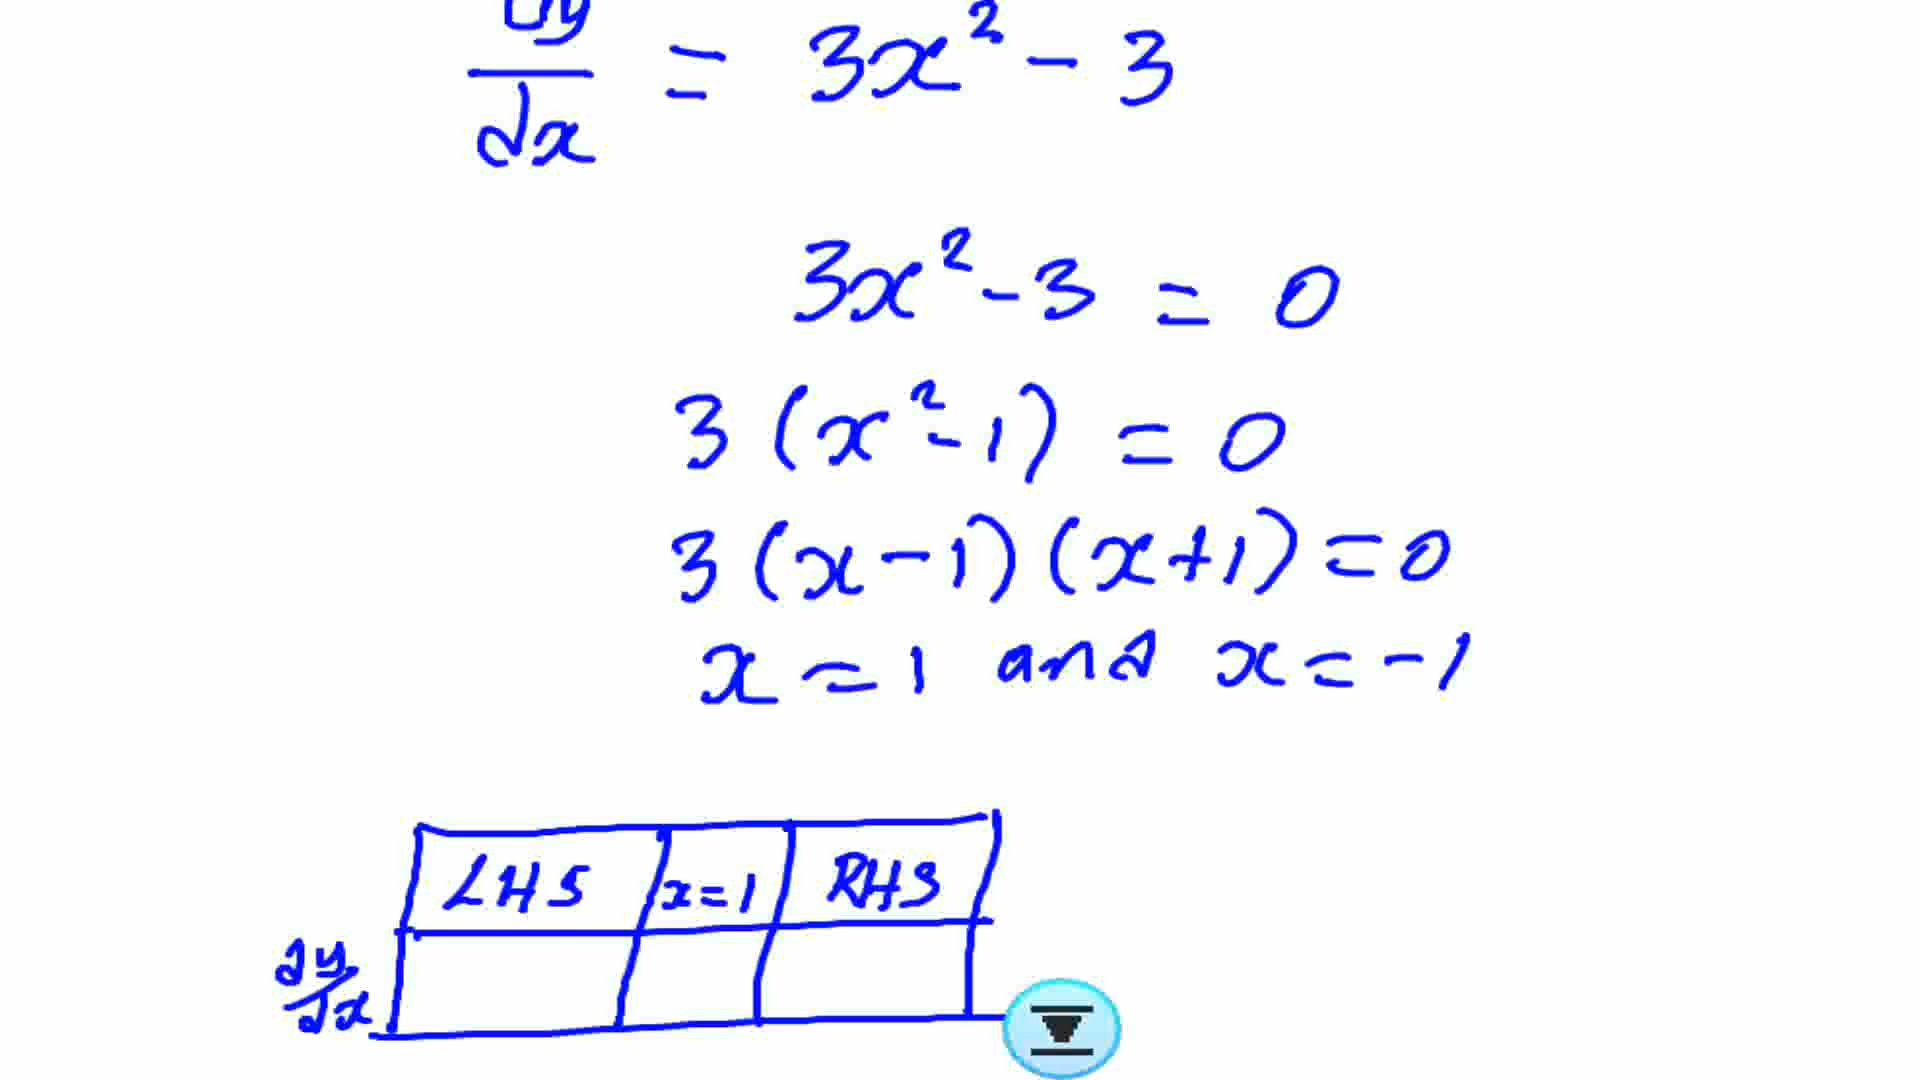 dy/dx = 3x² - 3
3x² - 3 = 0
3(x² - 1) = 0
3(x - 1)(x + 1) = 0
x = 1 and x = -1
LHS x = 1 RHS
dy/dx